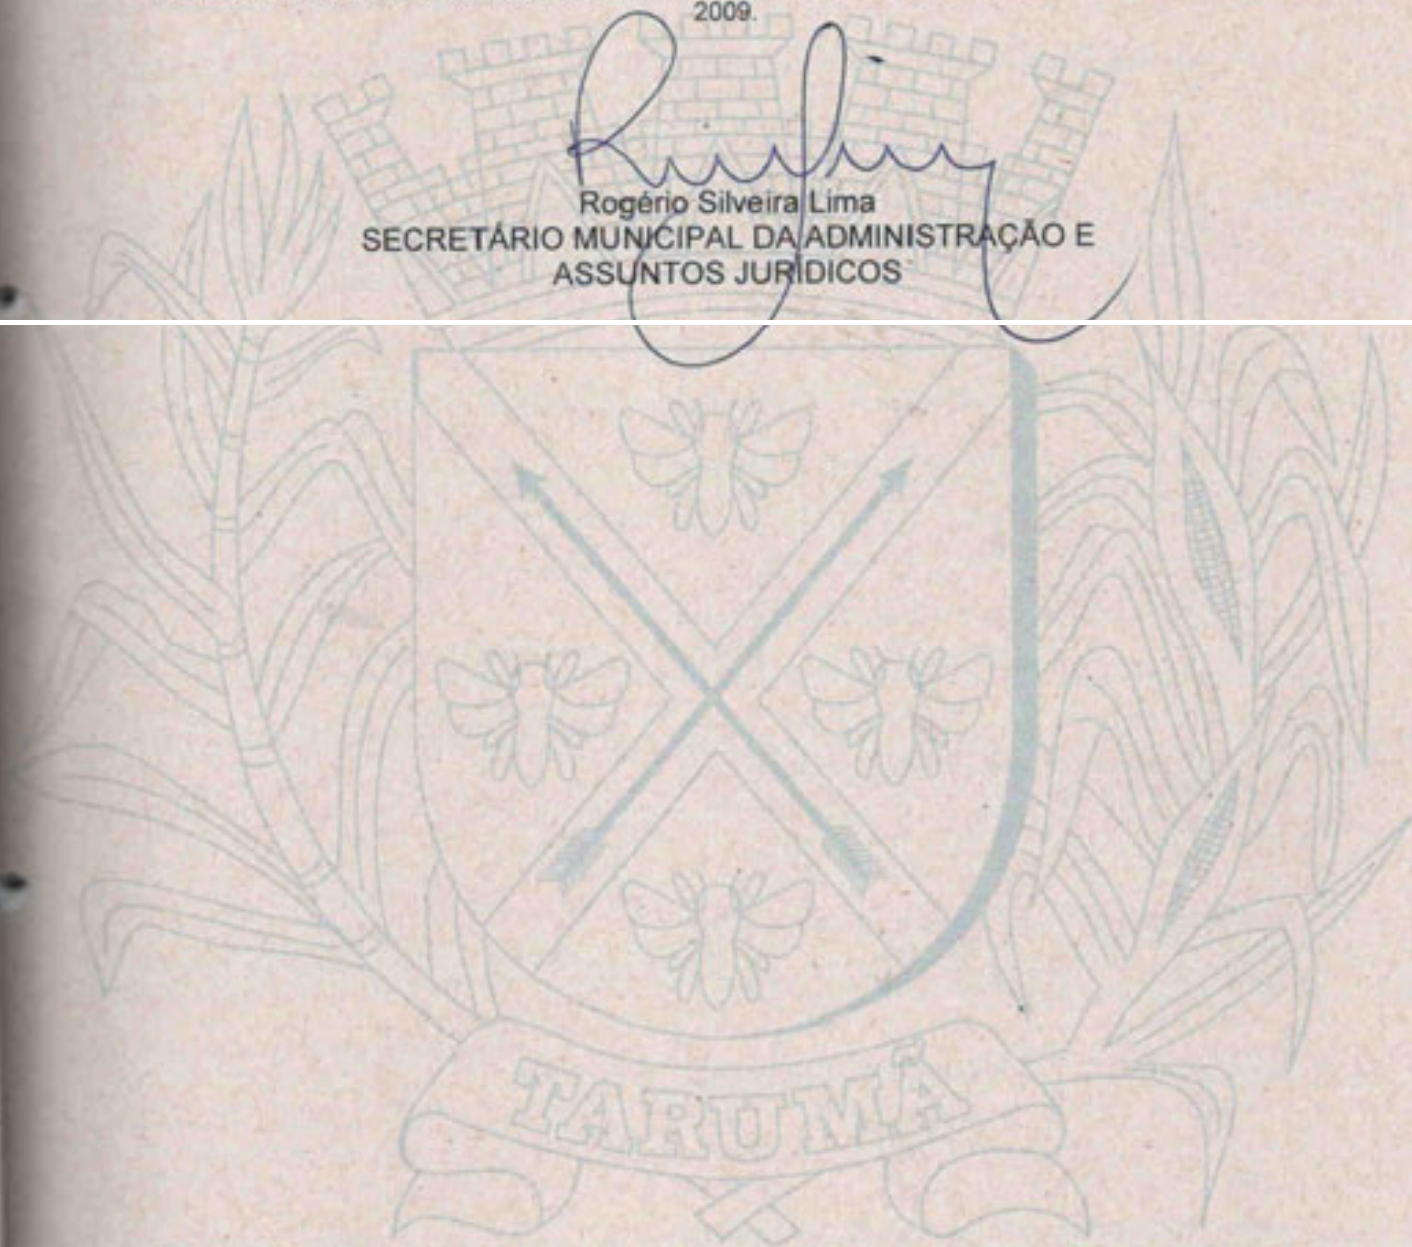 2009.
Rogério Silveira Lima
SECRETÁRIO MUNICIPAL DA ADMINISTRAÇÃO E
ASSUNTOS JURÍDICOS
TARUMÃ